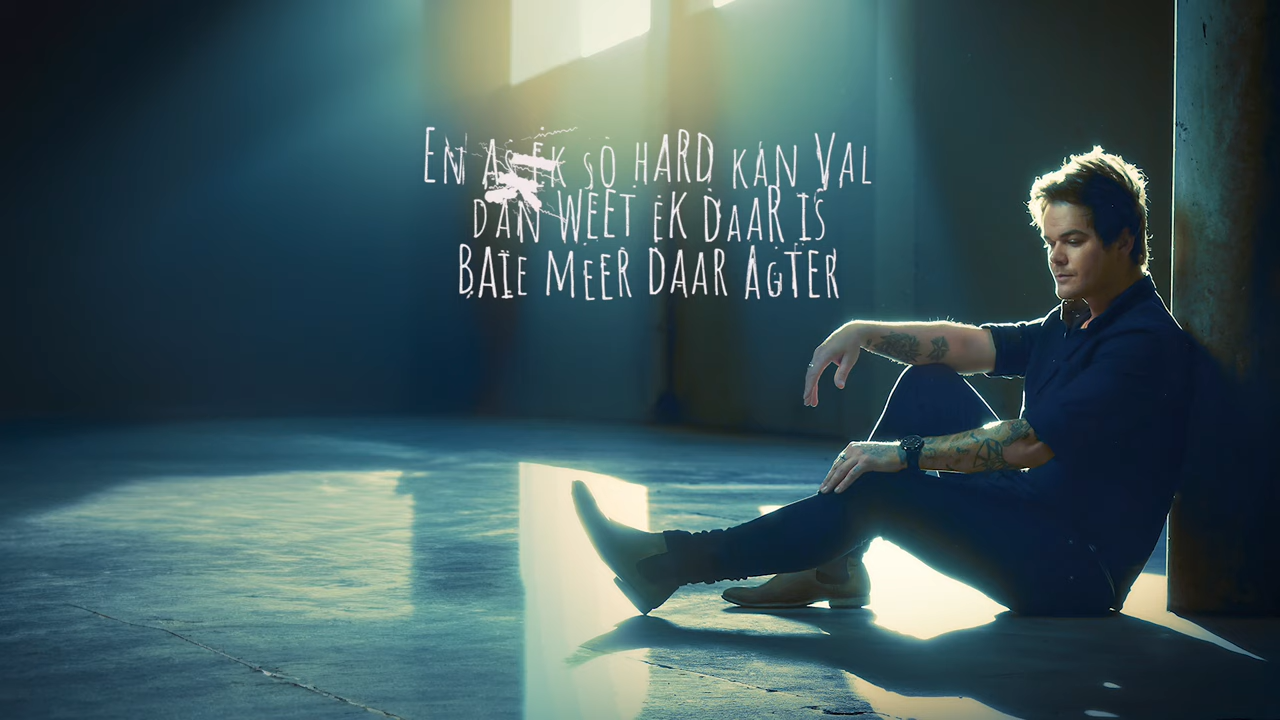 En As Ek so HARD kan Val
dan WEET ek DaaR is
BAIe MeeR DAAR AgTER